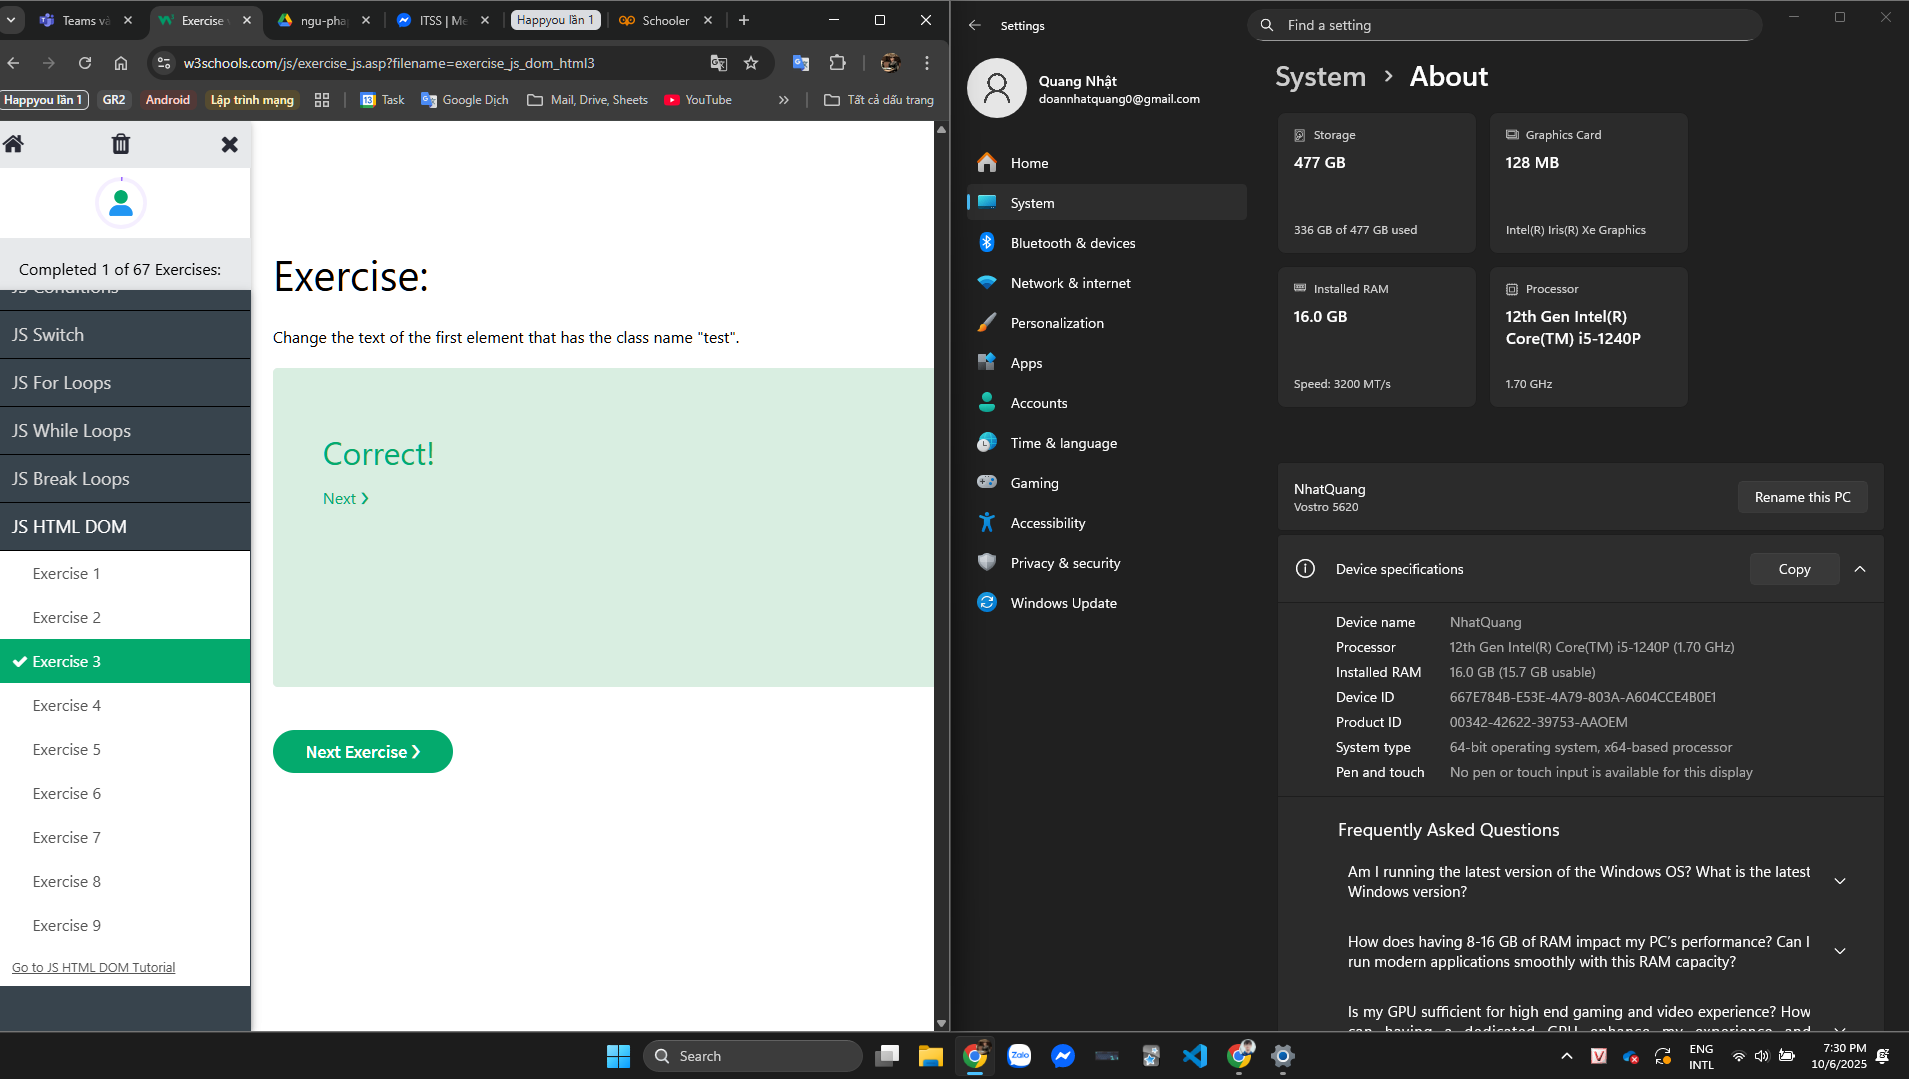 Teams và
Exercise
ngu-pha
ITSS | Me
Happyou lần 1
Schooler
w3schools.com/js/exercise_js.asp?filename=exercise_js_dom_html3
Happyou lần 1
GR2
Android
Lập trình mạng
Task
Google Dịch
Mail, Drive, Sheets
YouTube
Tất cả dấu trang
Completed 1 of 67 Exercises:
JS Conditions
JS Switch
JS For Loops
JS While Loops
JS Break Loops
JS HTML DOM
Exercise 1
Exercise 2
Exercise 3
Exercise 4
Exercise 5
Exercise 6
Exercise 7
Exercise 8
Exercise 9
Go to JS HTML DOM Tutorial
Exercise:
Change the text of the first element that has the class name "test".
Correct!
Next ❯
Next Exercise ❯
Settings
Find a setting
Quang Nhật
doannhatquang0@gmail.com
Home
System
Bluetooth & devices
Network & internet
Personalization
Apps
Accounts
Time & language
Gaming
Accessibility
Privacy & security
Windows Update
System > About
Storage
477 GB
336 GB of 477 GB used
Graphics Card
128 MB
Intel(R) Iris(R) Xe Graphics
Installed RAM
16.0 GB
Speed: 3200 MT/s
Processor
12th Gen Intel(R)
Core(TM) i5-1240P
1.70 GHz
NhatQuang
Vostro 5620
Rename this PC
Device specifications
Copy
Device name NhatQuang
Processor 12th Gen Intel(R) Core(TM) i5-1240P (1.70 GHz)
Installed RAM 16.0 GB (15.7 GB usable)
Device ID 667E784B-E53E-4A79-803A-A604CCE4B0E1
Product ID 00342-42622-39753-AAOEM
System type 64-bit operating system, x64-based processor
Pen and touch No pen or touch input is available for this display
Frequently Asked Questions
Am I running the latest version of the Windows OS? What is the latest
Windows version?
How does having 8-16 GB of RAM impact my PC's performance? Can I
run modern applications smoothly with this RAM capacity?
Is my GPU sufficient for high end gaming and video experience? How
can having a dedicated GPU enhance my experience and
Search
Zalo
ENG
INTL
7:30 PM
10/6/2025